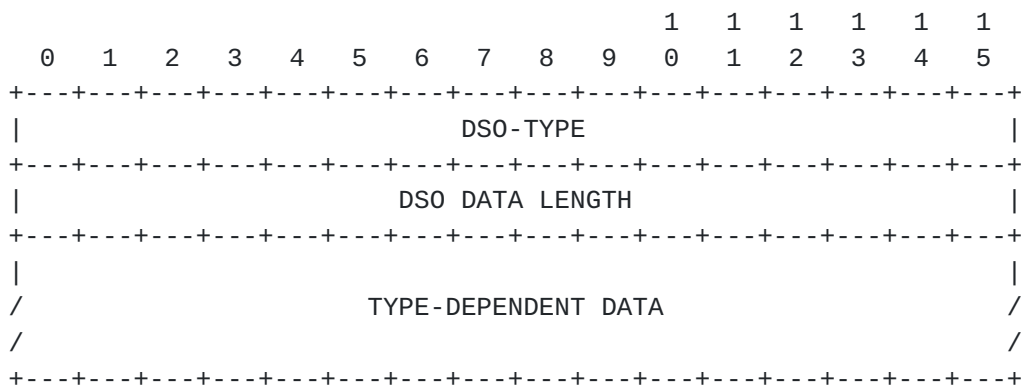 1   1   1   1   1   1
  0   1   2   3   4   5   6   7   8   9   0   1   2   3   4   5
+---+---+---+---+---+---+---+---+---+---+---+---+---+---+---+---+
|                            DSO-TYPE                           |
+---+---+---+---+---+---+---+---+---+---+---+---+---+---+---+---+
|                        DSO DATA LENGTH                        |
+---+---+---+---+---+---+---+---+---+---+---+---+---+---+---+---+
|                                                               |
/                      TYPE-DEPENDENT DATA                      /
/                                                               /
+---+---+---+---+---+---+---+---+---+---+---+---+---+---+---+---+